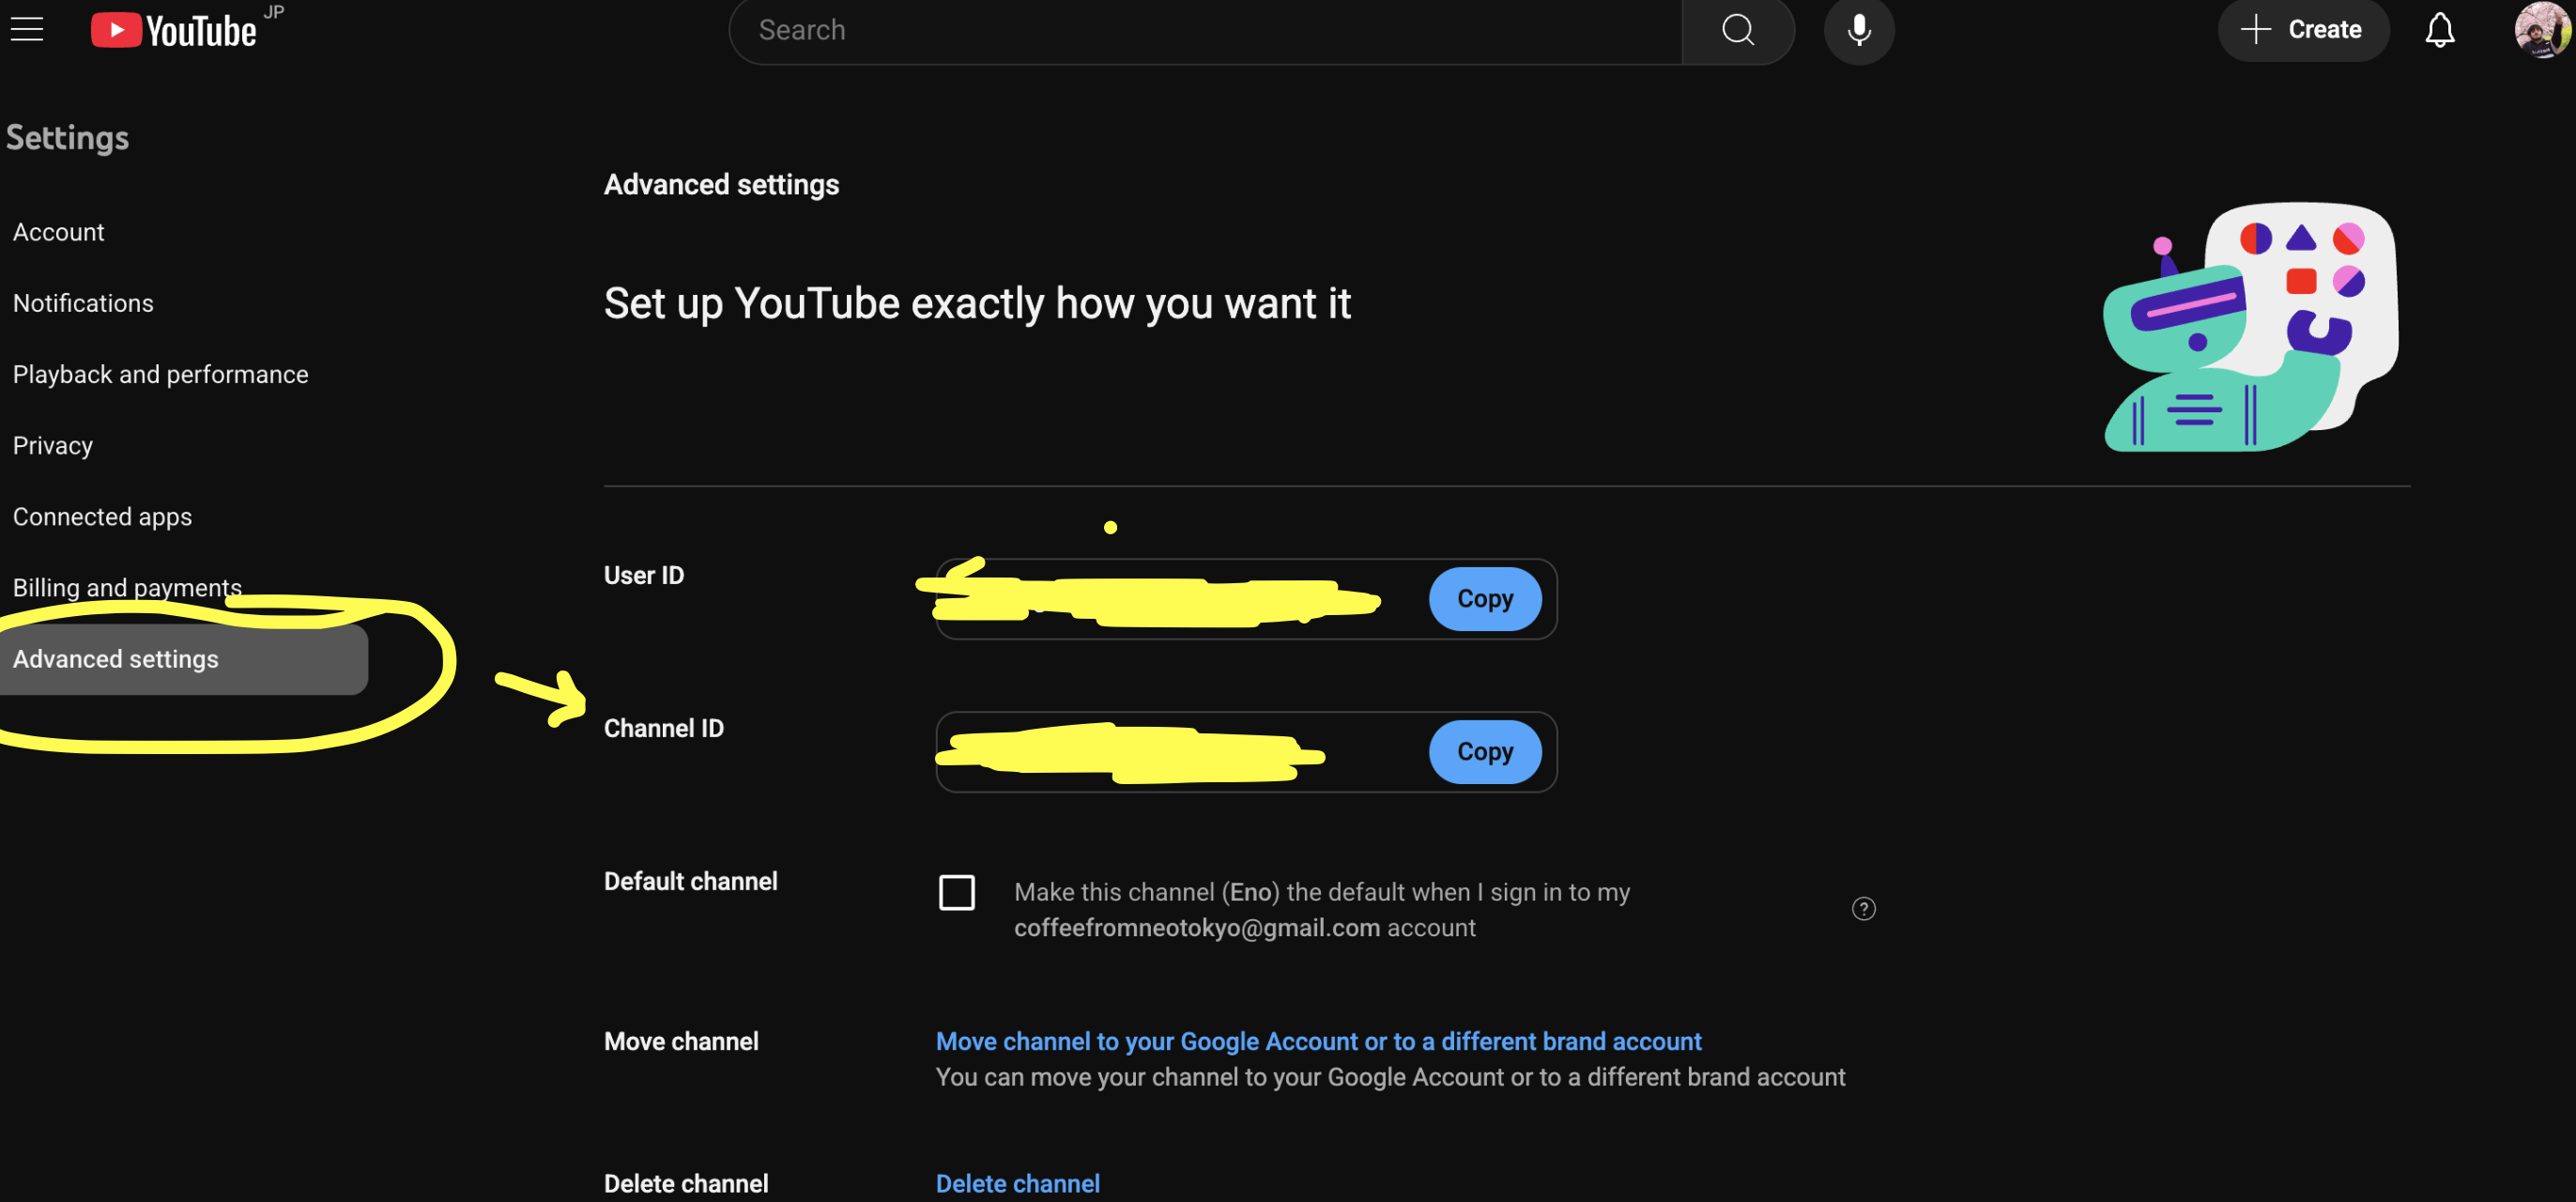 YouTube JP
Search
Create
Settings
Account
Notifications
Playback and performance
Privacy
Connected apps
Billing and payments
Advanced settings
Advanced settings
Set up YouTube exactly how you want it
User ID
Copy
Channel ID
Copy
Default channel
Make this channel (Eno) the default when I sign in to my
coffeefromneotokyo@gmail.com account
Move channel
Move channel to your Google Account or to a different brand account
You can move your channel to your Google Account or to a different brand account
Delete channel
Delete channel